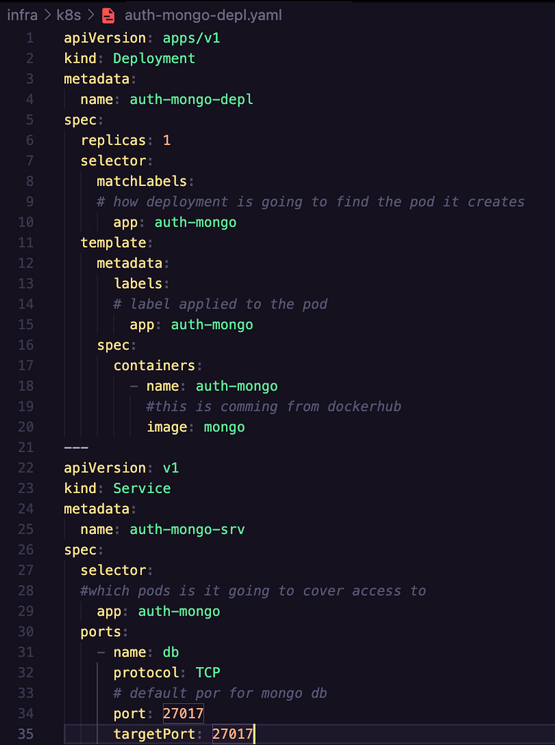 infra > k8s > auth-mongo-depl.yaml
1 apiVersion: apps/v1
2 kind: Deployment
3 metadata:
4   name: auth-mongo-depl
5 spec:
6   replicas: 1
7   selector:
8     matchLabels:
9     # how deployment is going to find the pod it creates
10       app: auth-mongo
11   template:
12     metadata:
13       labels:
14       # label applied to the pod
15         app: auth-mongo
16     spec:
17       containers:
18         - name: auth-mongo
19           #this is comming from dockerhub
20           image: mongo
21 ---
22 apiVersion: v1
23 kind: Service
24 metadata:
25   name: auth-mongo-srv
26 spec:
27   selector:
28   #which pods is it going to cover access to
29     app: auth-mongo
30   ports:
31     - name: db
32       protocol: TCP
33       # default por for mongo db
34       port: 27017
35       targetPort: 27017